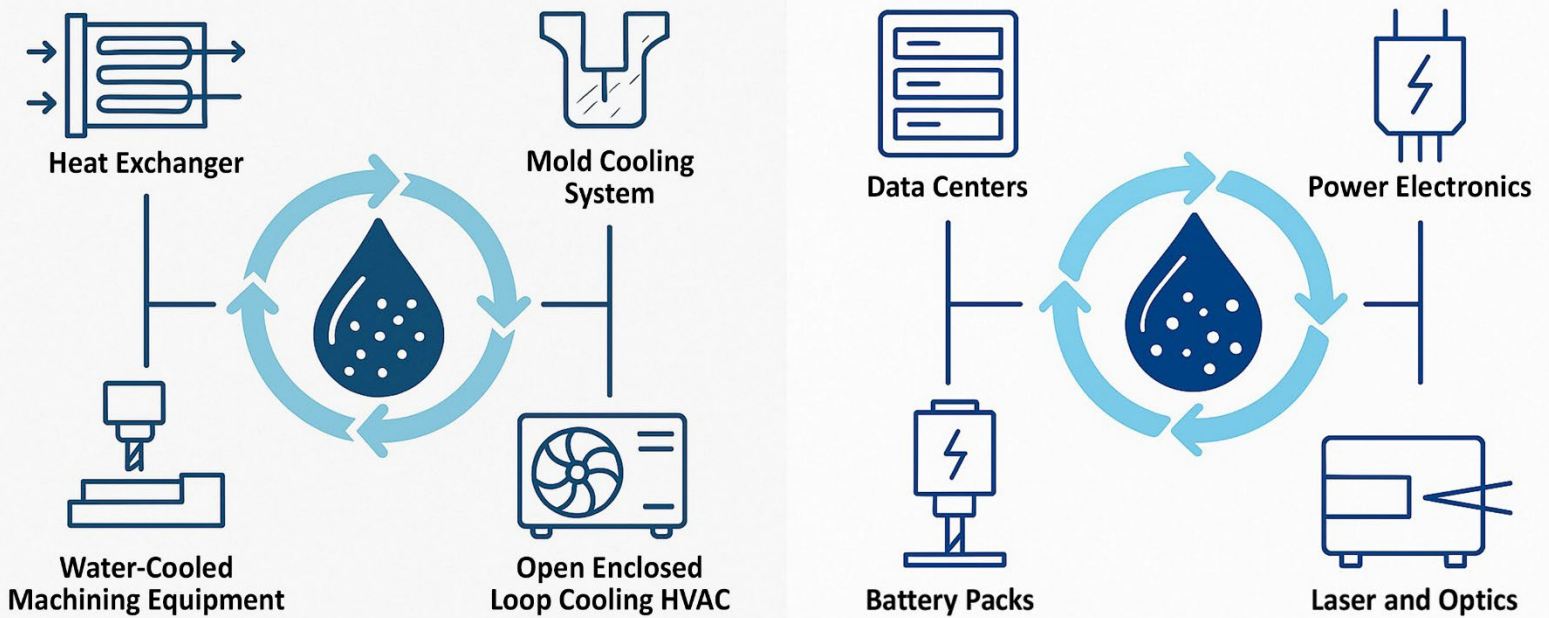 Heat Exchanger
Mold Cooling
System
Data Centers
Power Electronics
Water-Cooled
Machining Equipment
Open Enclosed
Loop Cooling HVAC
Battery Packs
Laser and Optics